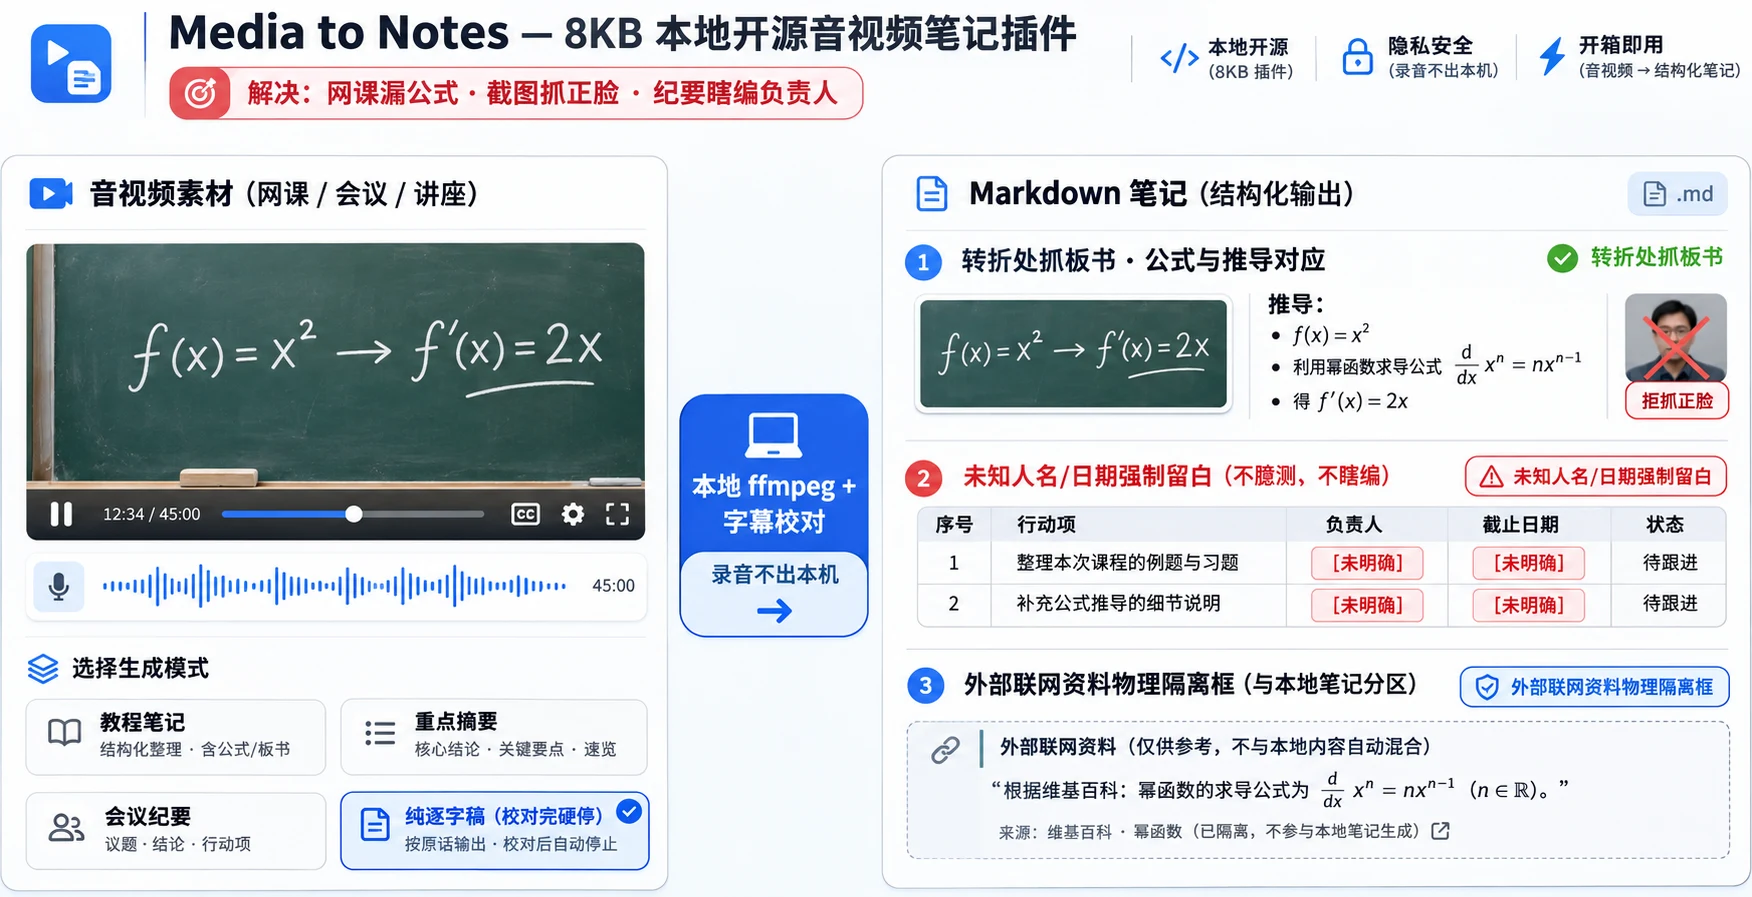 Media to Notes — 8KB 本地开源音视频笔记插件
解决：网课漏公式 · 截图抓正脸 · 纪要瞎编负责人
本地开源
(8KB 插件)
隐私安全
(录音不出本机)
开箱即用
(音视频 → 结构化笔记)
音视频素材（网课 / 会议 / 讲座）
f(x) = x² → f'(x) = 2x
12:34 / 45:00
CC
45:00
选择生成模式
教程笔记
结构化整理 · 含公式/板书
重点摘要
核心结论 · 关键要点 · 速览
会议纪要
议题 · 结论 · 行动项
纯逐字稿（校对完硬停）
按原话输出 · 校对后自动停止
本地 ffmpeg +
字幕校对
录音不出本机
Markdown 笔记（结构化输出）
.md
1 转折处抓板书 · 公式与推导对应
转折处抓板书
f(x) = x² → f'(x) = 2x
推导：
• f(x) = x²
• 利用幂函数求导公式 d/dx xⁿ = nxⁿ⁻¹
• 得 f'(x) = 2x
拒抓正脸
2 未知人名/日期强制留白（不臆测，不瞎编）
未知人名/日期强制留白
序号 行动项 负责人 截止日期 状态
1 整理本次课程的例题与习题 [未明确] [未明确] 待跟进
2 补充公式推导的细节说明 [未明确] [未明确] 待跟进
3 外部联网资料物理隔离框（与本地笔记分区）
外部联网资料物理隔离框
外部联网资料（仅供参考，不与本地内容自动混合）
“根据维基百科：幂函数的求导公式为 d/dx xⁿ = nxⁿ⁻¹（n ∈ ℝ）。”
来源：维基百科 · 幂函数（已隔离，不参与本地笔记生成）